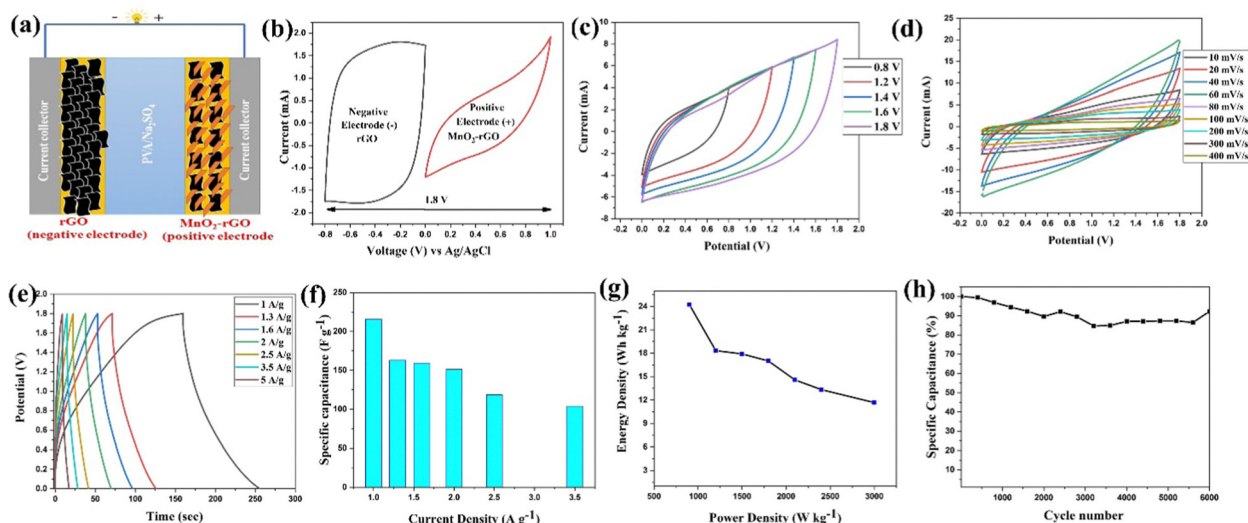 (a)
- +
Current collector
PVA/Na2SO4
Current collector
rGO
(negative electrode)
MnO2-rGO
(positive electrode
(b)
Current (mA)
2.0
1.5
1.0
0.5
0.0
-0.5
-1.0
-1.5
-2.0
Negative
Electrode (-)
rGO
Positive
Electrode (+)
MnO2-rGO
1.8 V
-0.8 -0.6 -0.4 -0.2 0.0 0.2 0.4 0.6 0.8 1.0
Voltage (V) vs Ag/AgCl
(c)
Current (mA)
10
8
6
4
2
0
-2
-4
-6
-8
0.8 V
1.2 V
1.4 V
1.6 V
1.8 V
0.0 0.2 0.4 0.6 0.8 1.0 1.2 1.4 1.6 1.8 2.0
Potential (V)
(d)
Current (mA)
25
20
15
10
5
0
-5
-10
-15
-20
10 mV/s
20 mV/s
40 mV/s
60 mV/s
80 mV/s
100 mV/s
200 mV/s
300 mV/s
400 mV/s
-0.2 0.0 0.2 0.4 0.6 0.8 1.0 1.2 1.4 1.6 1.8 2.0
Potential (V)
(e)
Potential (V)
2.0
1.8
1.6
1.4
1.2
1.0
0.8
0.6
0.4
0.2
0.0
1 A/g
1.3 A/g
1.6 A/g
2 A/g
2.5 A/g
3.5 A/g
5 A/g
0 50 100 150 200 250 300
Time (sec)
(f)
Specific capacitance (F g-1)
250
225
200
175
150
125
100
75
50
25
0
1.0 1.5 2.0 2.5 3.0 3.5
Current Density (A g-1)
(g)
Energy Density (Wh kg-1)
24
21
18
15
12
9
6
3
500 1000 1500 2000 2500 3000
Power Density (W kg-1)
(h)
Specific Capacitance (%)
100
90
80
70
60
50
40
30
20
10
0 1000 2000 3000 4000 5000 6000
Cycle number